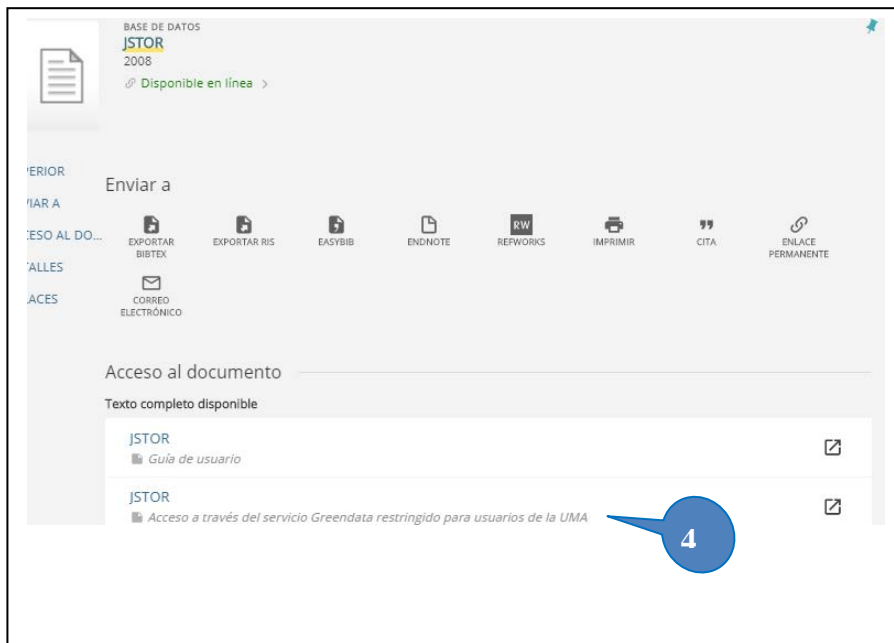 BASE DE DATOS
JSTOR
2008
Disponible en línea >
PERIOR
VIAR A
CESO AL DO...
TALLES
LACES
Enviar a
EXPORTAR BIBTEX
EXPORTAR RIS
EASYBIB
ENDNOTE
RW
REFWORKS
IMPRIMIR
CITA
ENLACE PERMANENTE
CORREO ELECTRÓNICO
Acceso al documento
Texto completo disponible
JSTOR
Guía de usuario
JSTOR
Acceso a través del servicio Greendata restringido para usuarios de la UMA
4